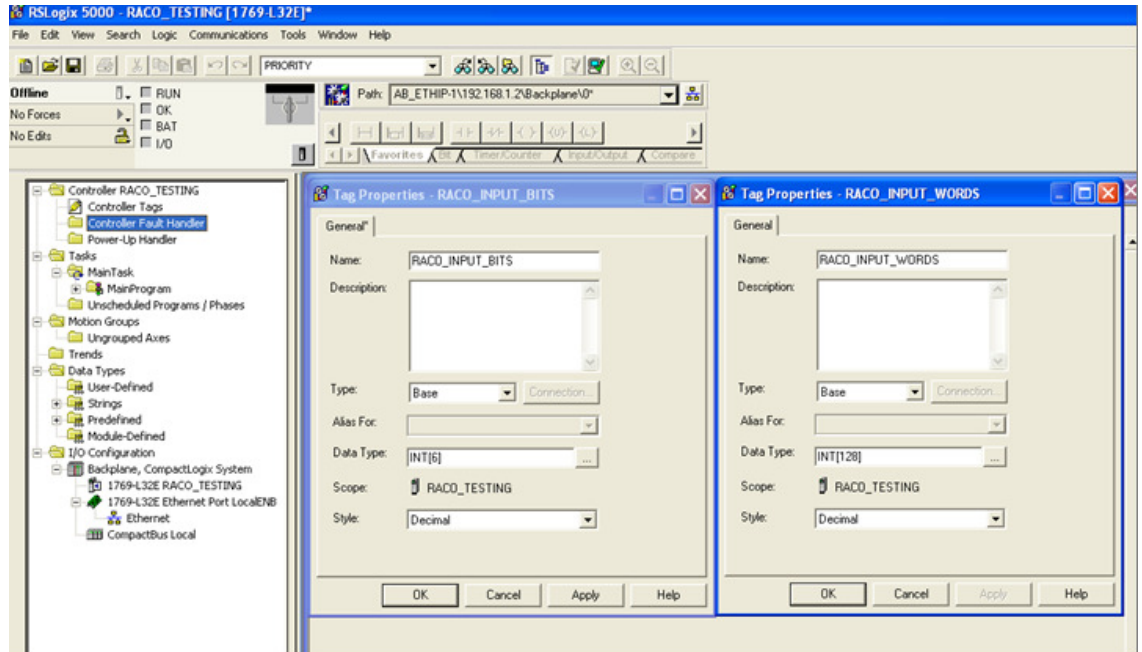 RSLogix 5000 - RACO_TESTING [1769-L32E]*
File Edit View Search Logic Communications Tools Window Help
PRIORITY
Offline
RUN
No Forces
OK
No Edits
BAT
I/O
Path: AB_ETHIP-1\192.168.1.2\Backplane\0*
Favorites Bit Timer/Counter Input/Output Compare
Controller RACO_TESTING
Controller Tags
Controller Fault Handler
Power-Up Handler
Tasks
MainTask
MainProgram
Unscheduled Programs / Phases
Motion Groups
Ungrouped Axes
Trends
Data Types
User-Defined
Strings
Predefined
Module-Defined
I/O Configuration
Backplane, CompactLogix System
1769-L32E RACO_TESTING
1769-L32E Ethernet Port LocalENB
Ethernet
CompactBus Local
Tag Properties - RACO_INPUT_BITS
General*
Name: RACO_INPUT_BITS
Description:
Type: Base Connection...
Alias For:
Data Type: INT[6] ...
Scope: RACO_TESTING
Style: Decimal
OK Cancel Apply Help
Tag Properties - RACO_INPUT_WORDS
General
Name: RACO_INPUT_WORDS
Description:
Type: Base Connection...
Alias For:
Data Type: INT[128] ...
Scope: RACO_TESTING
Style: Decimal
OK Cancel Apply Help